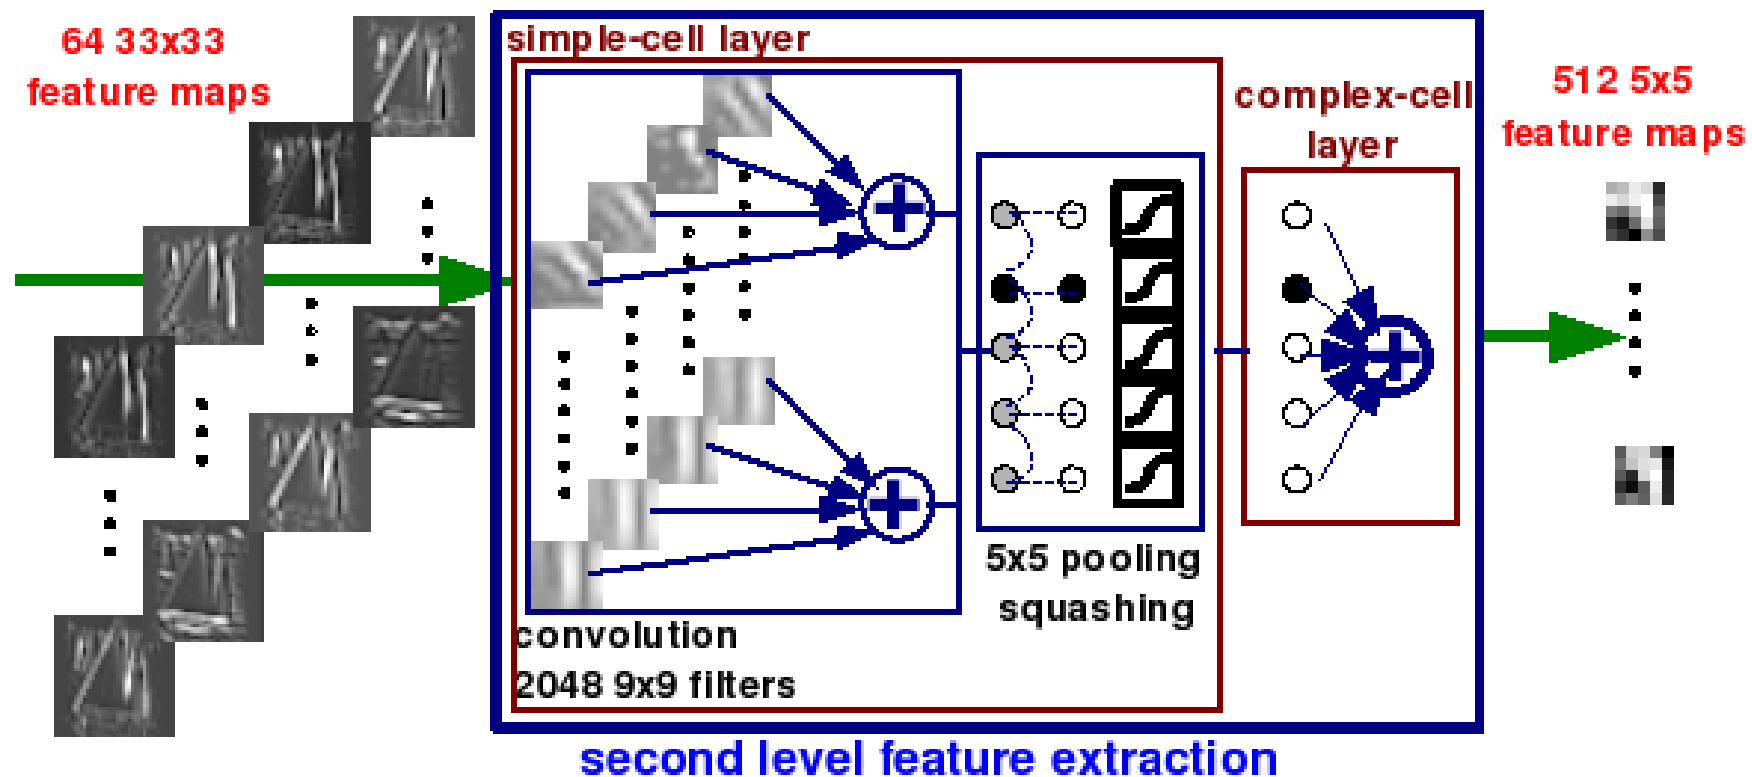 64 33x33
feature maps
simple-cell layer
complex-cell
layer
512 5x5
feature maps
5x5 pooling
squashing
convolution
2048 9x9 filters
second level feature extraction